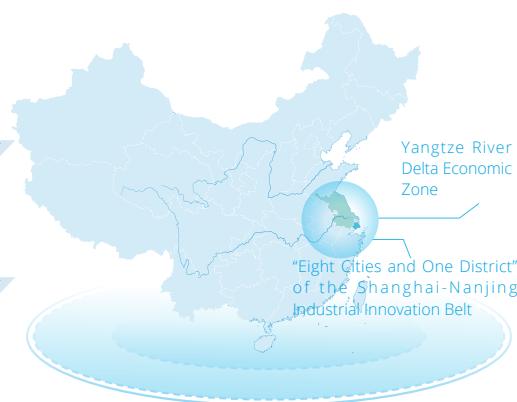 Yangtze River
Delta Economic
Zone
“Eight Cities and One District”
of the Shanghai-Nanjing
Industrial Innovation Belt